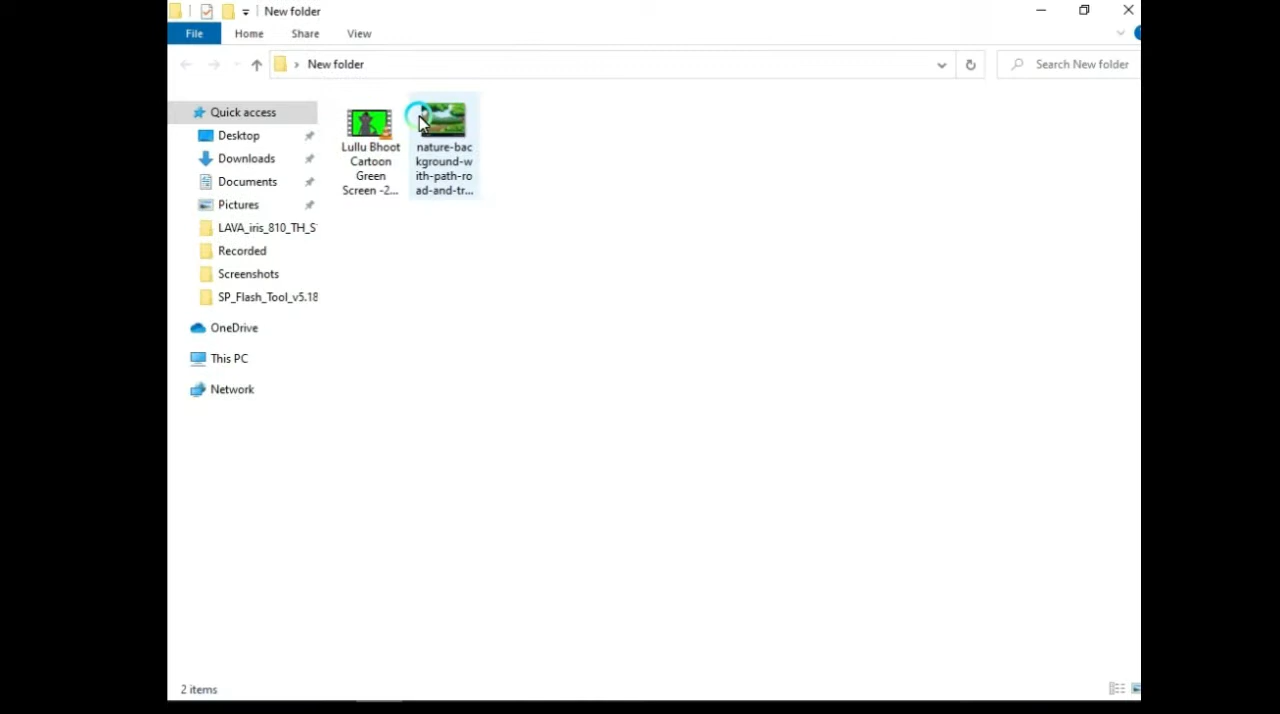 New folder
File Home Share View
New folder
Search New folder
Quick access
Desktop
Downloads
Documents
Pictures
LAVA_iris_810_TH_S
Recorded
Screenshots
SP_Flash_Tool_v5.18
OneDrive
This PC
Network
Lullu Bhoot
Cartoon
Green
Screen -2...
nature-bac
kground-w
ith-path-ro
ad-and-tr...
2 items